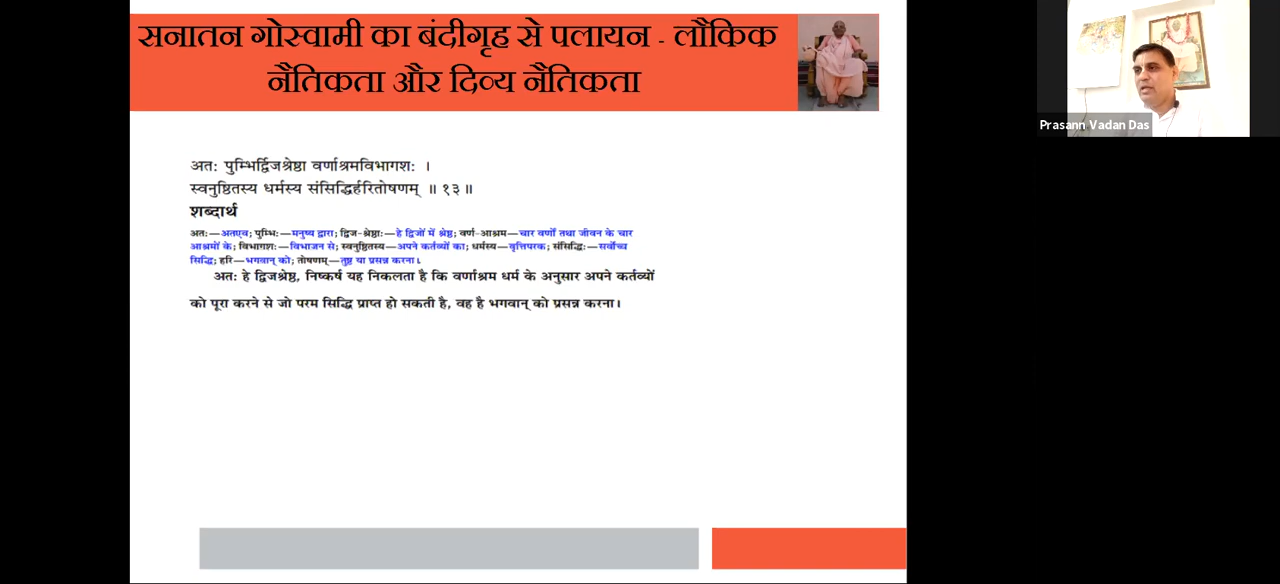 सनातन गोस्वामी का बंदीगृह से पलायन - लौकिक
नैतिकता और दिव्य नैतिकता
Prasann Vadan Das
अत: पुम्भिर्द्विजश्रेष्ठा वर्णाश्रमविभागश: ।
स्वनुष्ठितस्य धर्मस्य संसिद्धिर्हरितोषणम् ॥ १३॥
शब्दार्थ
अत:—अतएव; पुम्भि:—मनुष्य द्वारा; द्विज-श्रेष्ठा:—हे द्विजों में श्रेष्ठ; वर्ण-आश्रम—चार वर्णों तथा जीवन के चार
आश्रमों के; विभागश:—विभाजन से; स्वनुष्ठितस्य—अपने कर्तव्यों का; धर्मस्य—वृत्तिपरक; संसिद्धि:—सर्वोच्च
सिद्धि; हरि—भगवान् को; तोषणम्—तुष्ट या प्रसन्न करना।
अत: हे द्विजश्रेष्ठ, निष्कर्ष यह निकलता है कि वर्णाश्रम धर्म के अनुसार अपने कर्तव्यों
को पूरा करने से जो परम सिद्धि प्राप्त हो सकती है, वह है भगवान् को प्रसन्न करना।